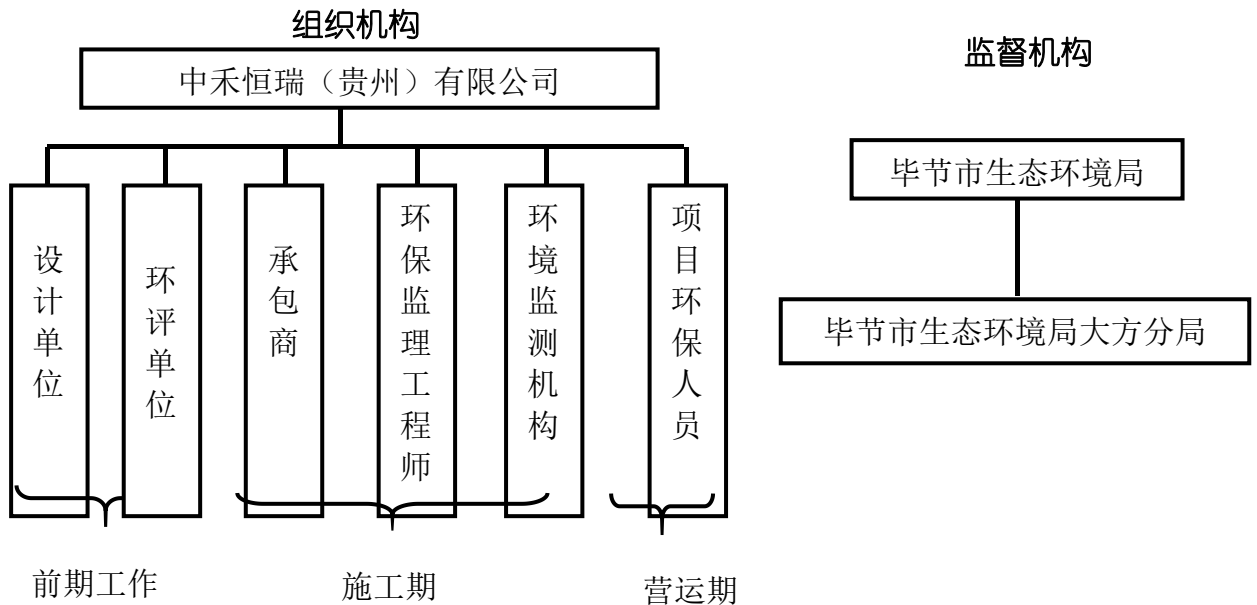 组织机构
中禾恒瑞（贵州）有限公司
设计单位
环评单位
承包商
环保监理工程师
环境监测机构
项目环保人员
前期工作
施工期
营运期
监督机构
毕节市生态环境局
毕节市生态环境局大方分局